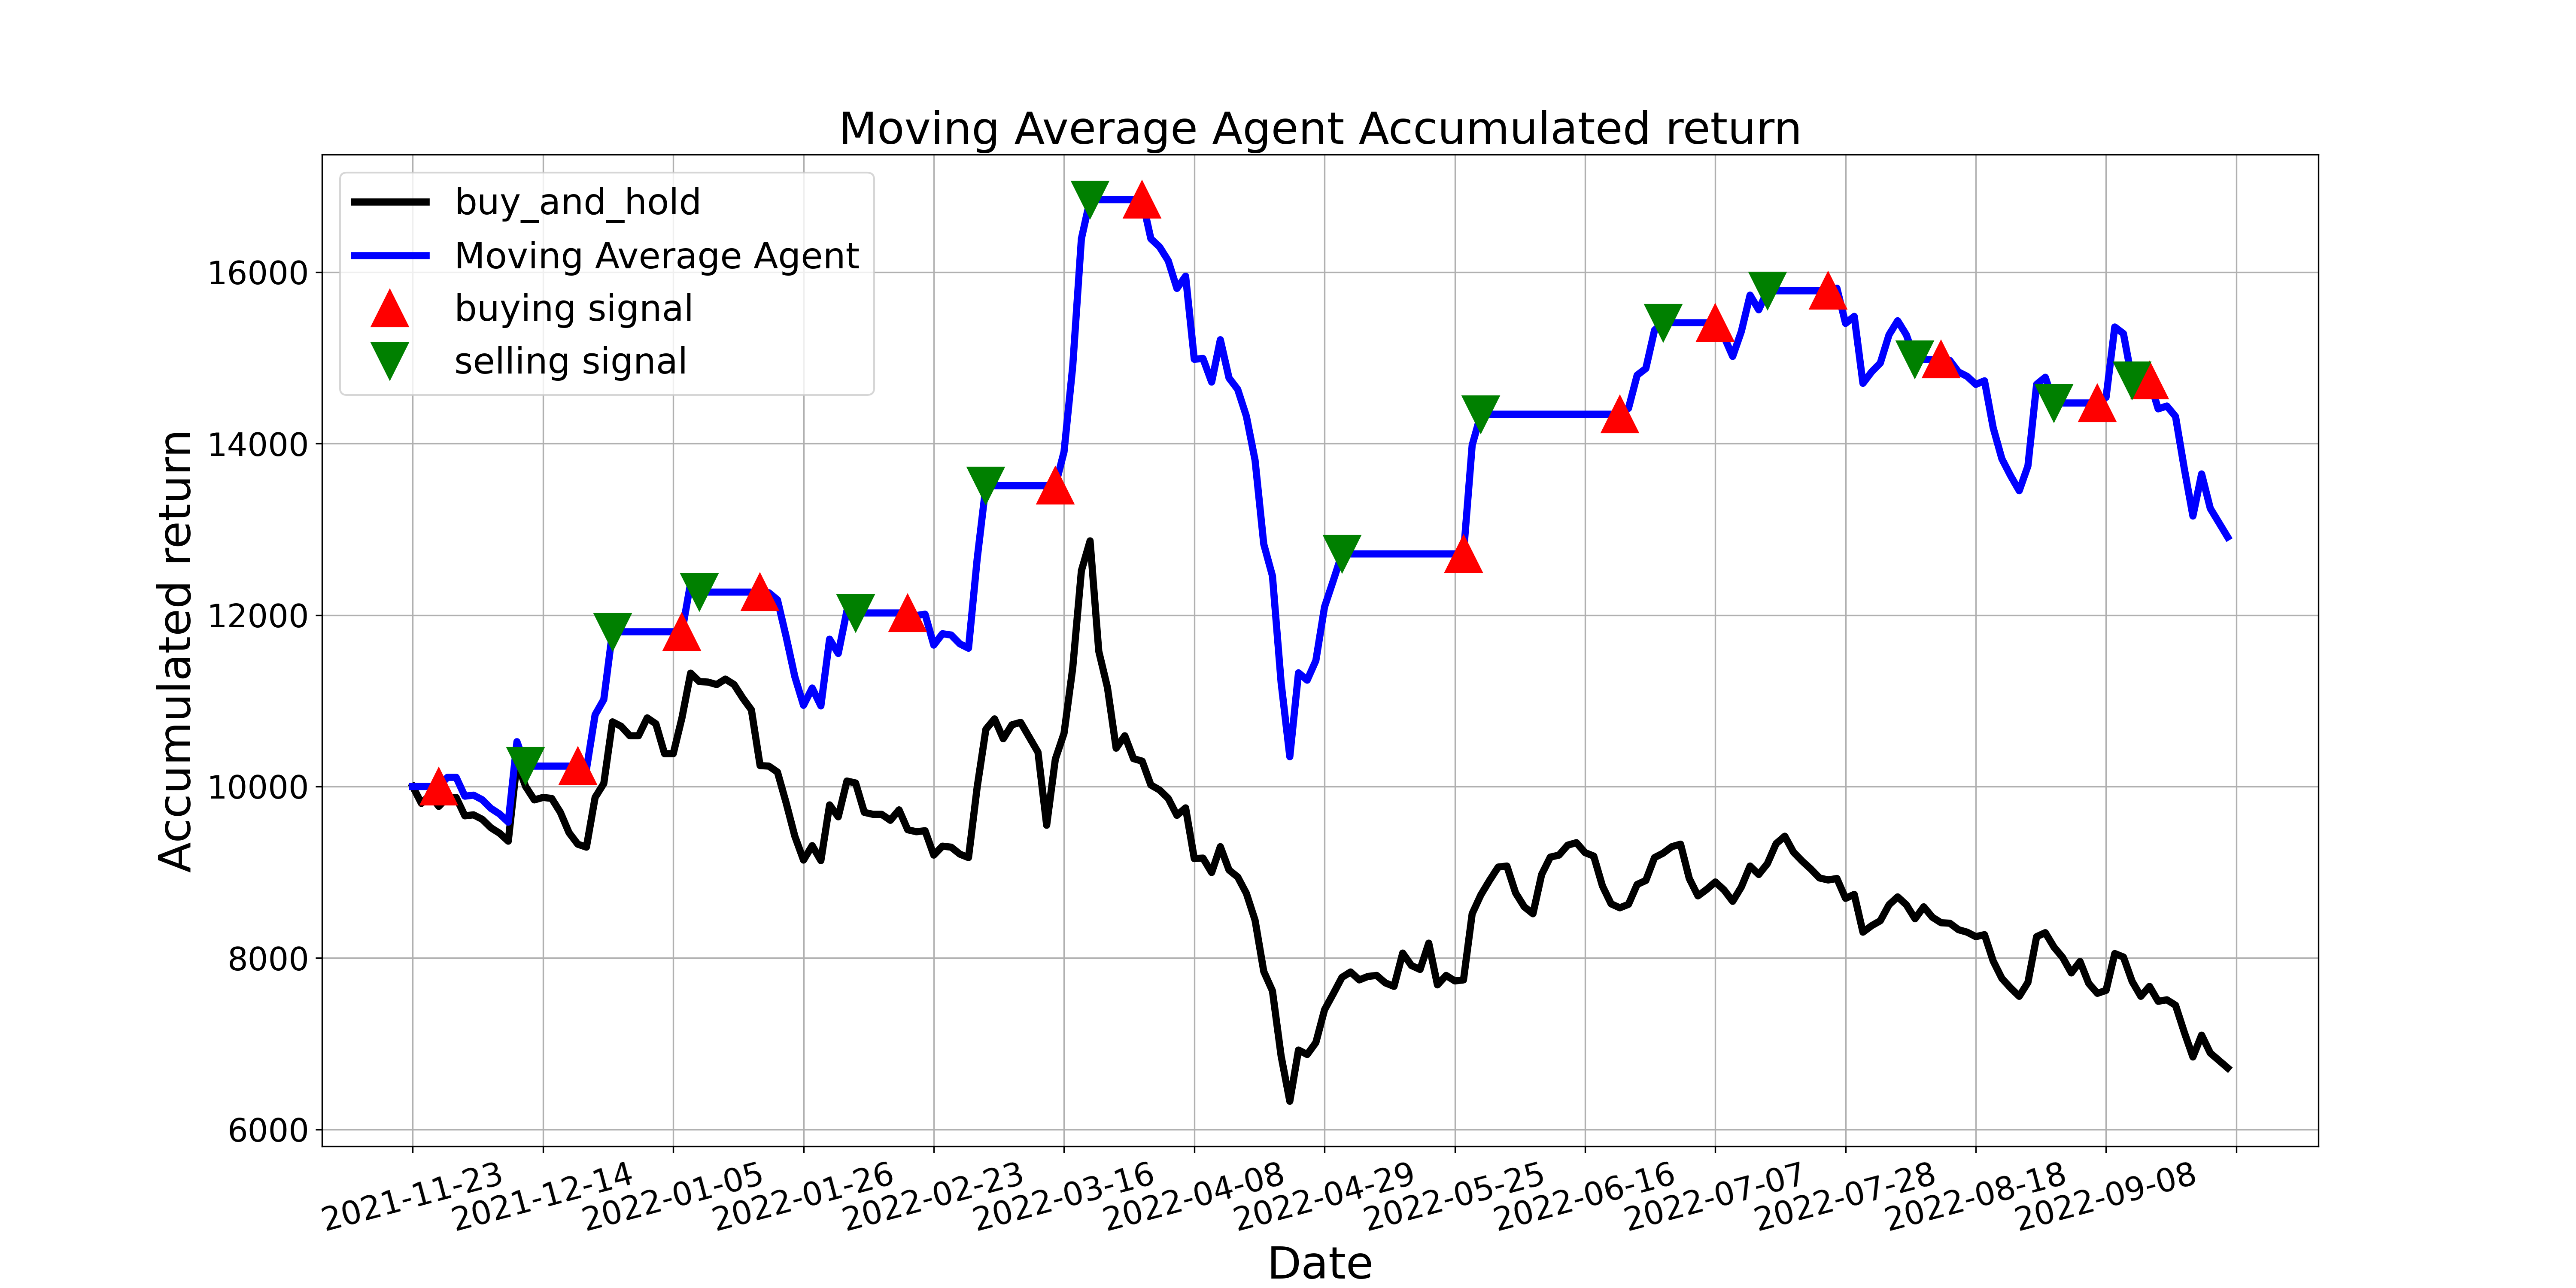 Moving Average Agent Accumulated return
buy_and_hold
Moving Average Agent
buying signal
selling signal
Accumulated return
16000
14000
12000
10000
8000
6000
2021-11-23
2021-12-14
2022-01-05
2022-01-26
2022-02-23
2022-03-16
2022-04-08
2022-04-29
2022-05-25
2022-06-16
2022-07-07
2022-07-28
2022-08-18
2022-09-08
Date